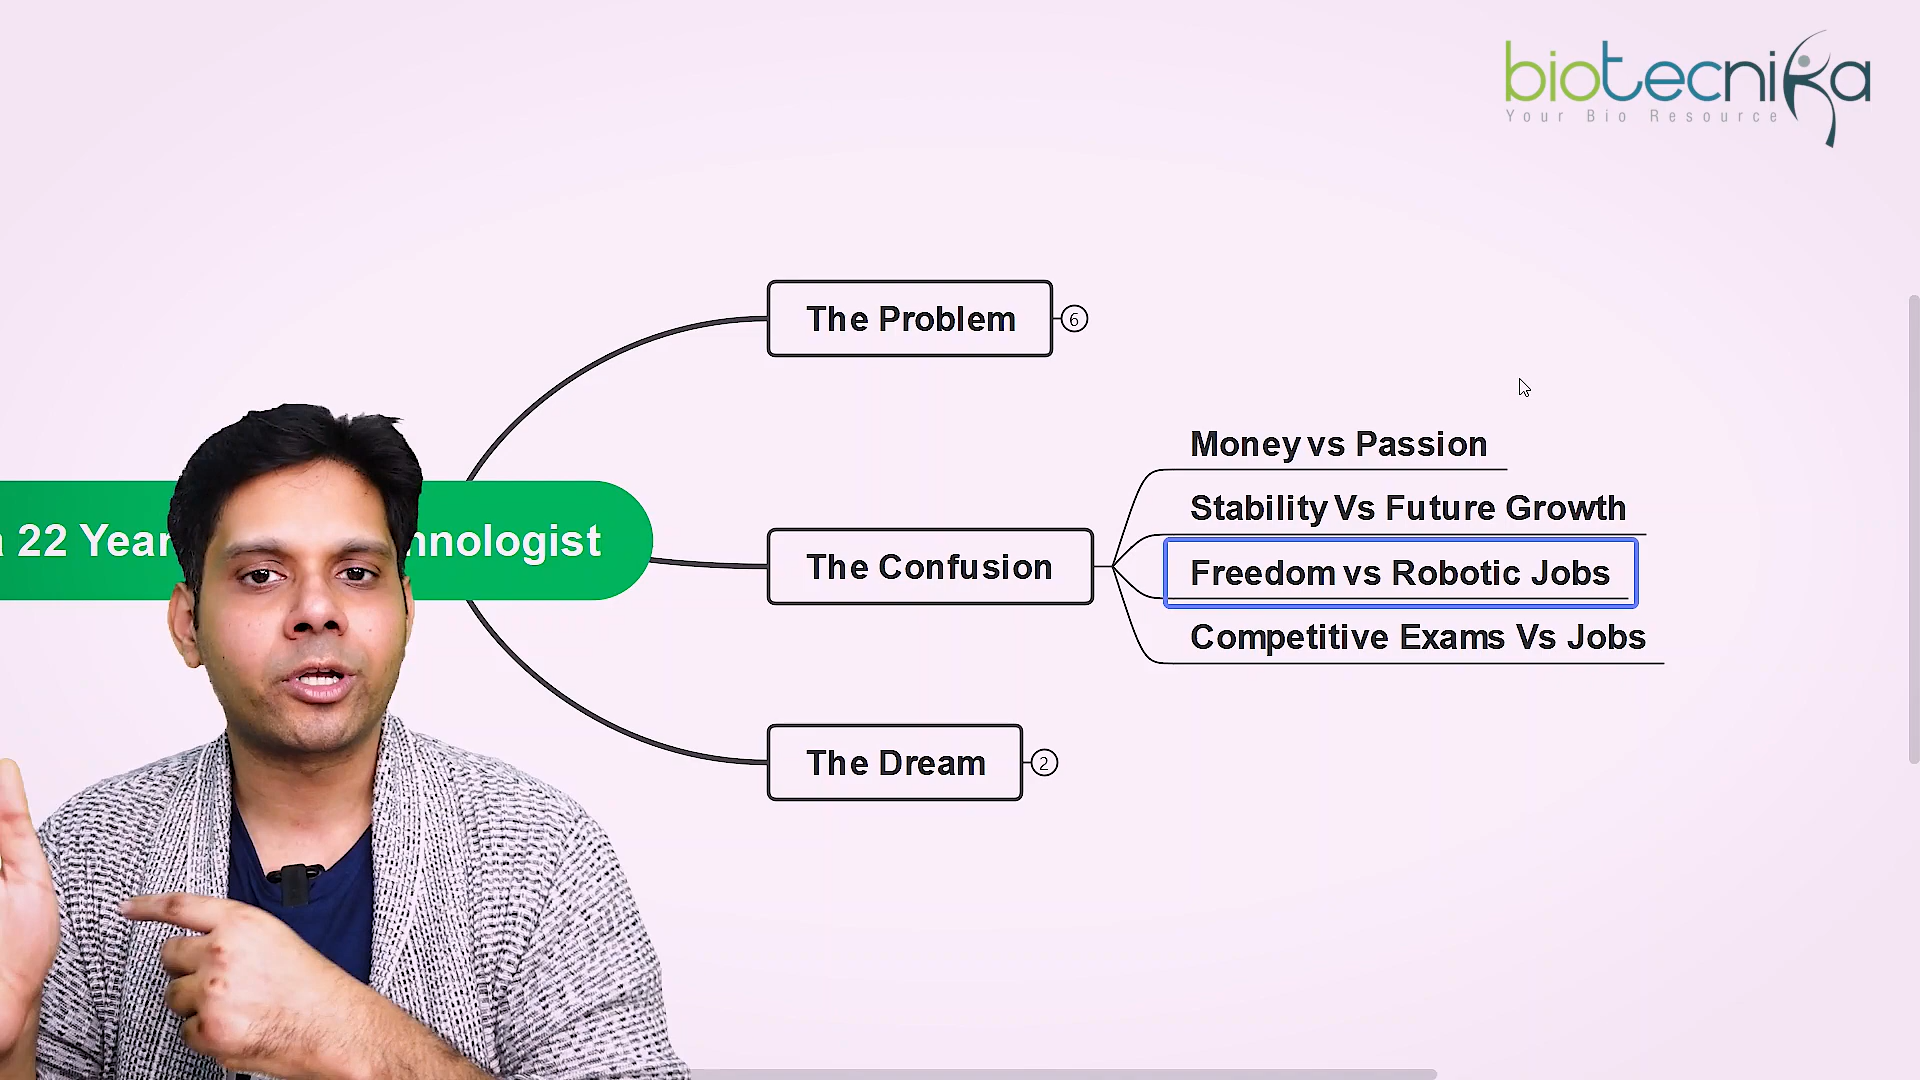 biotecnika
Your Bio Resource
The Problem
6
Money vs Passion
Stability Vs Future Growth
22 Year
The Confusion
Freedom vs Robotic Jobs
Competitive Exams Vs Jobs
The Dream
2